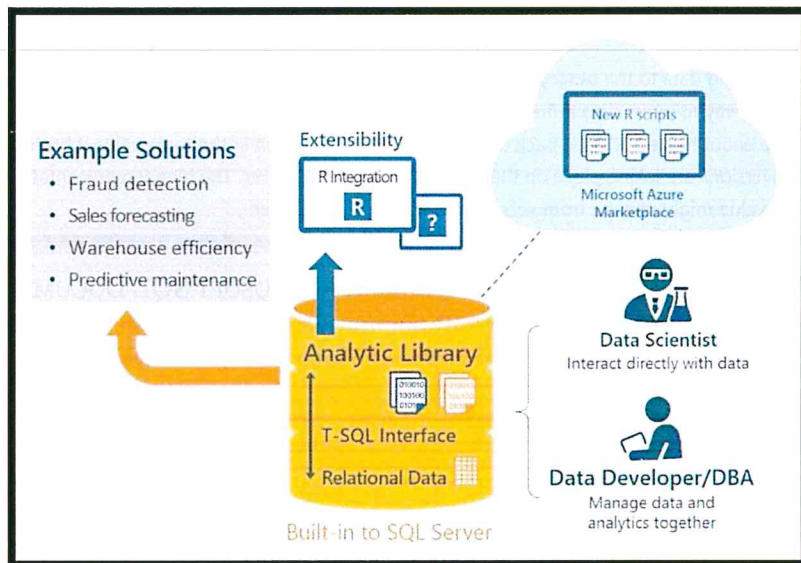 Example Solutions
• Fraud detection
• Sales forecasting
• Warehouse efficiency
• Predictive maintenance
Extensibility
R Integration
R
?
New R scripts
Microsoft Azure
Marketplace
Analytic Library
010010
100100
T-SQL Interface
Relational Data
Built-in to SQL Server
Data Scientist
Interact directly with data
Data Developer/DBA
Manage data and
analytics together